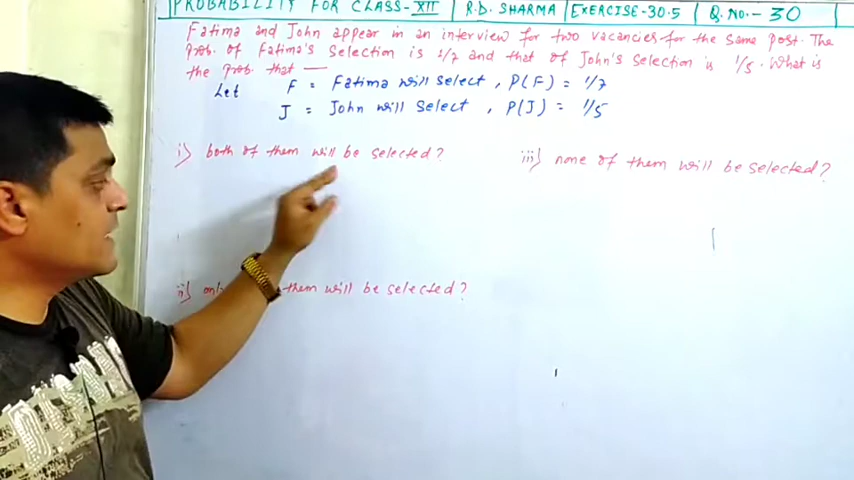 PROBABILITY FOR CLASS-XII | R.D. SHARMA | EXERCISE-30.5 | Q.No.- 30
Fatima and John appear in an interview for two vacancies for the same post. The
prob. of Fatima's selection is 1/7 and that of John's selection is 1/5. What is
the prob. that —
Let F = Fatima will select, P(F) = 1/7
J = John will select, P(J) = 1/5
i) both of them will be selected?
iii) none of them will be selected?
ii) them will be selected?